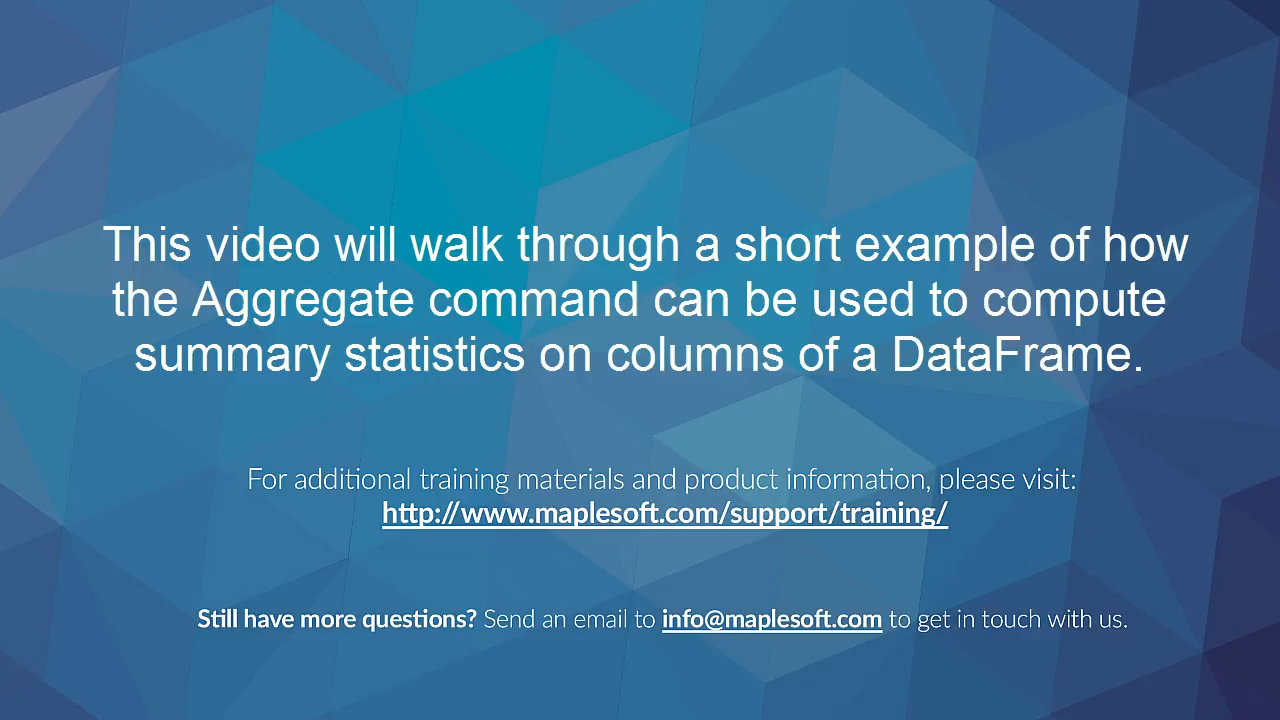 This video will walk through a short example of how
the Aggregate command can be used to compute
summary statistics on columns of a DataFrame.
For additional training materials and product information, please visit:
http://www.maplesoft.com/support/training/
Still have more questions? Send an email to info@maplesoft.com to get in touch with us.